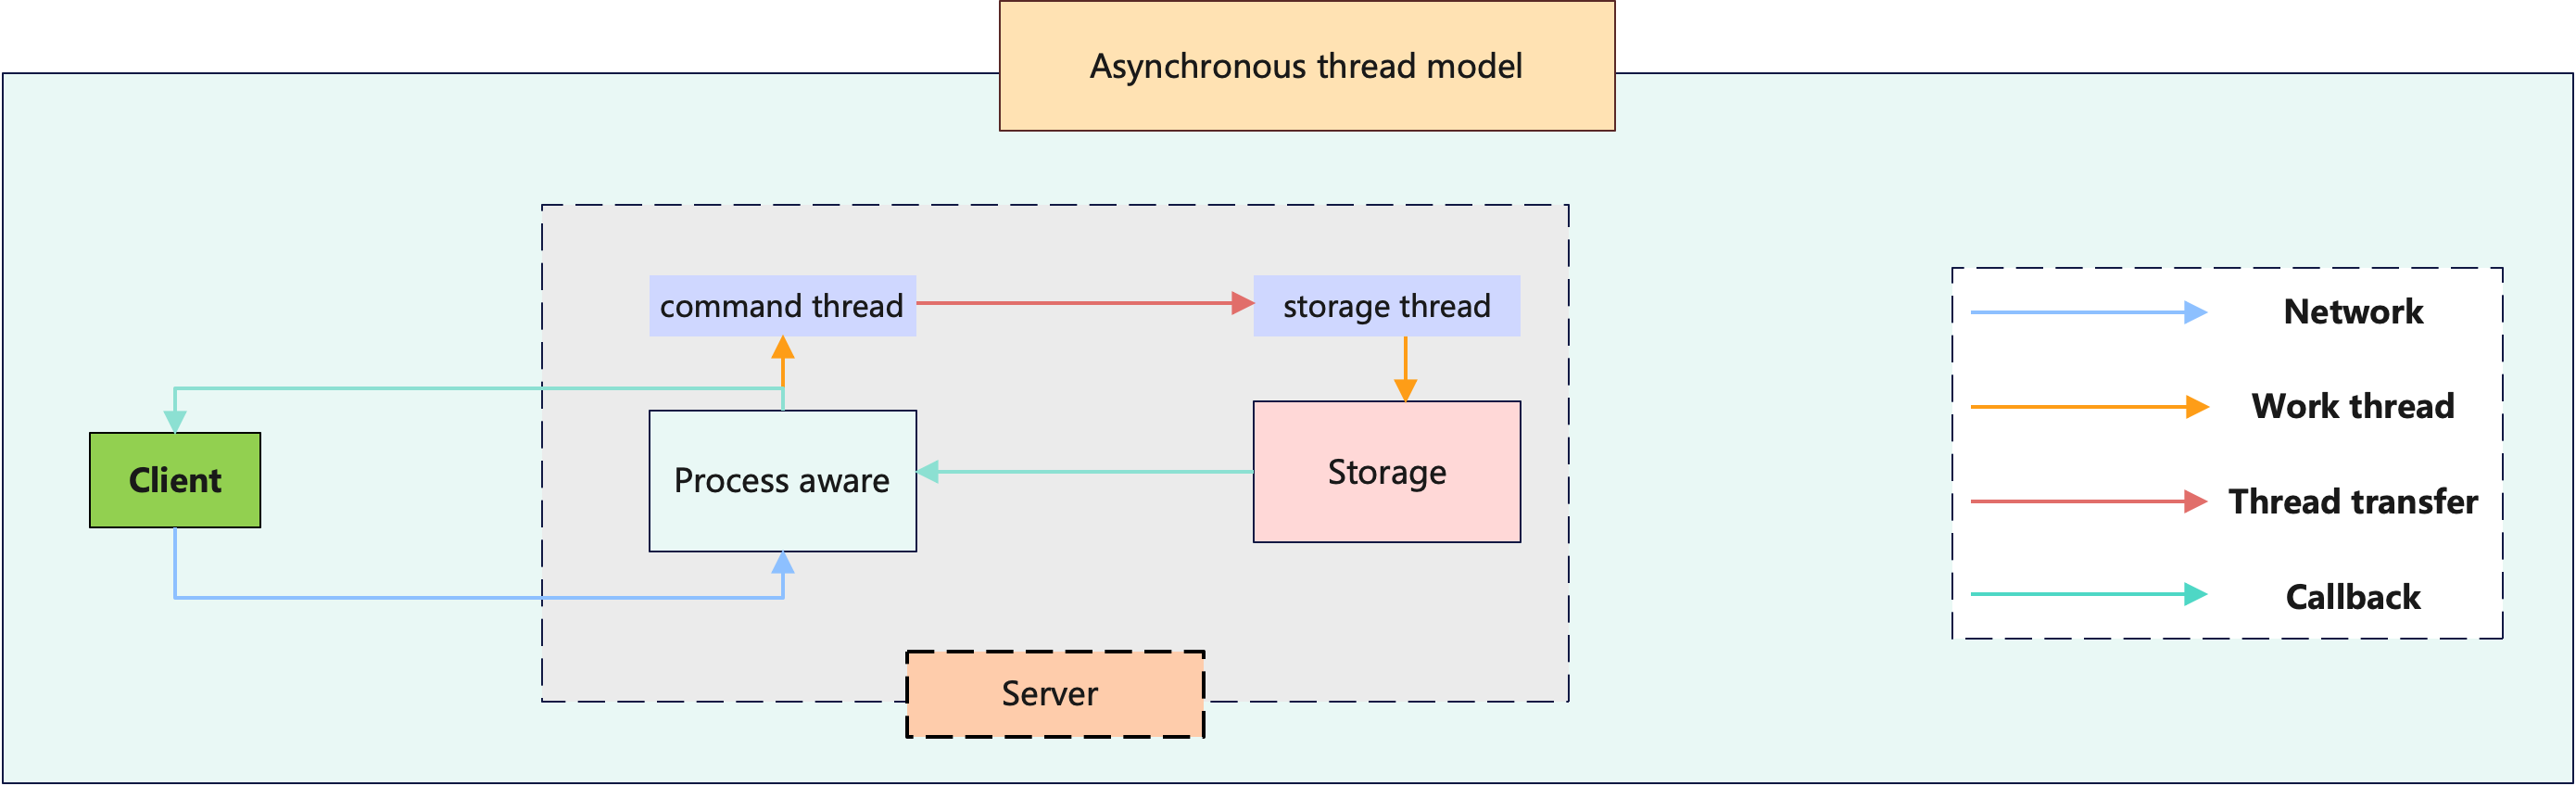 Asynchronous thread model
command thread
storage thread
Client
Process aware
Storage
Server
Network
Work thread
Thread transfer
Callback